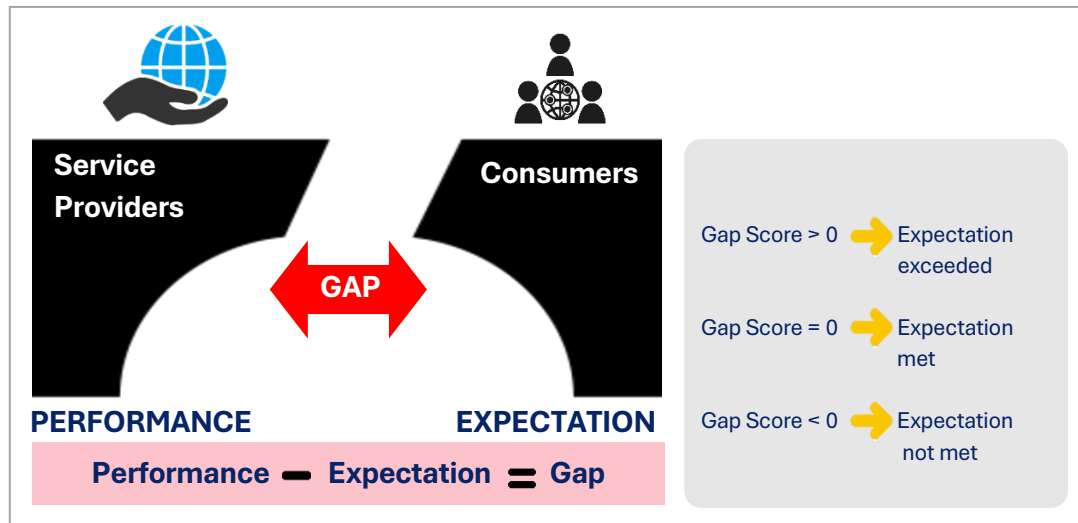 Service
Providers
Consumers
GAP
PERFORMANCE
EXPECTATION
Performance - Expectation = Gap
Gap Score > 0 Expectation
exceeded
Gap Score = 0 Expectation
met
Gap Score < 0 Expectation
not met